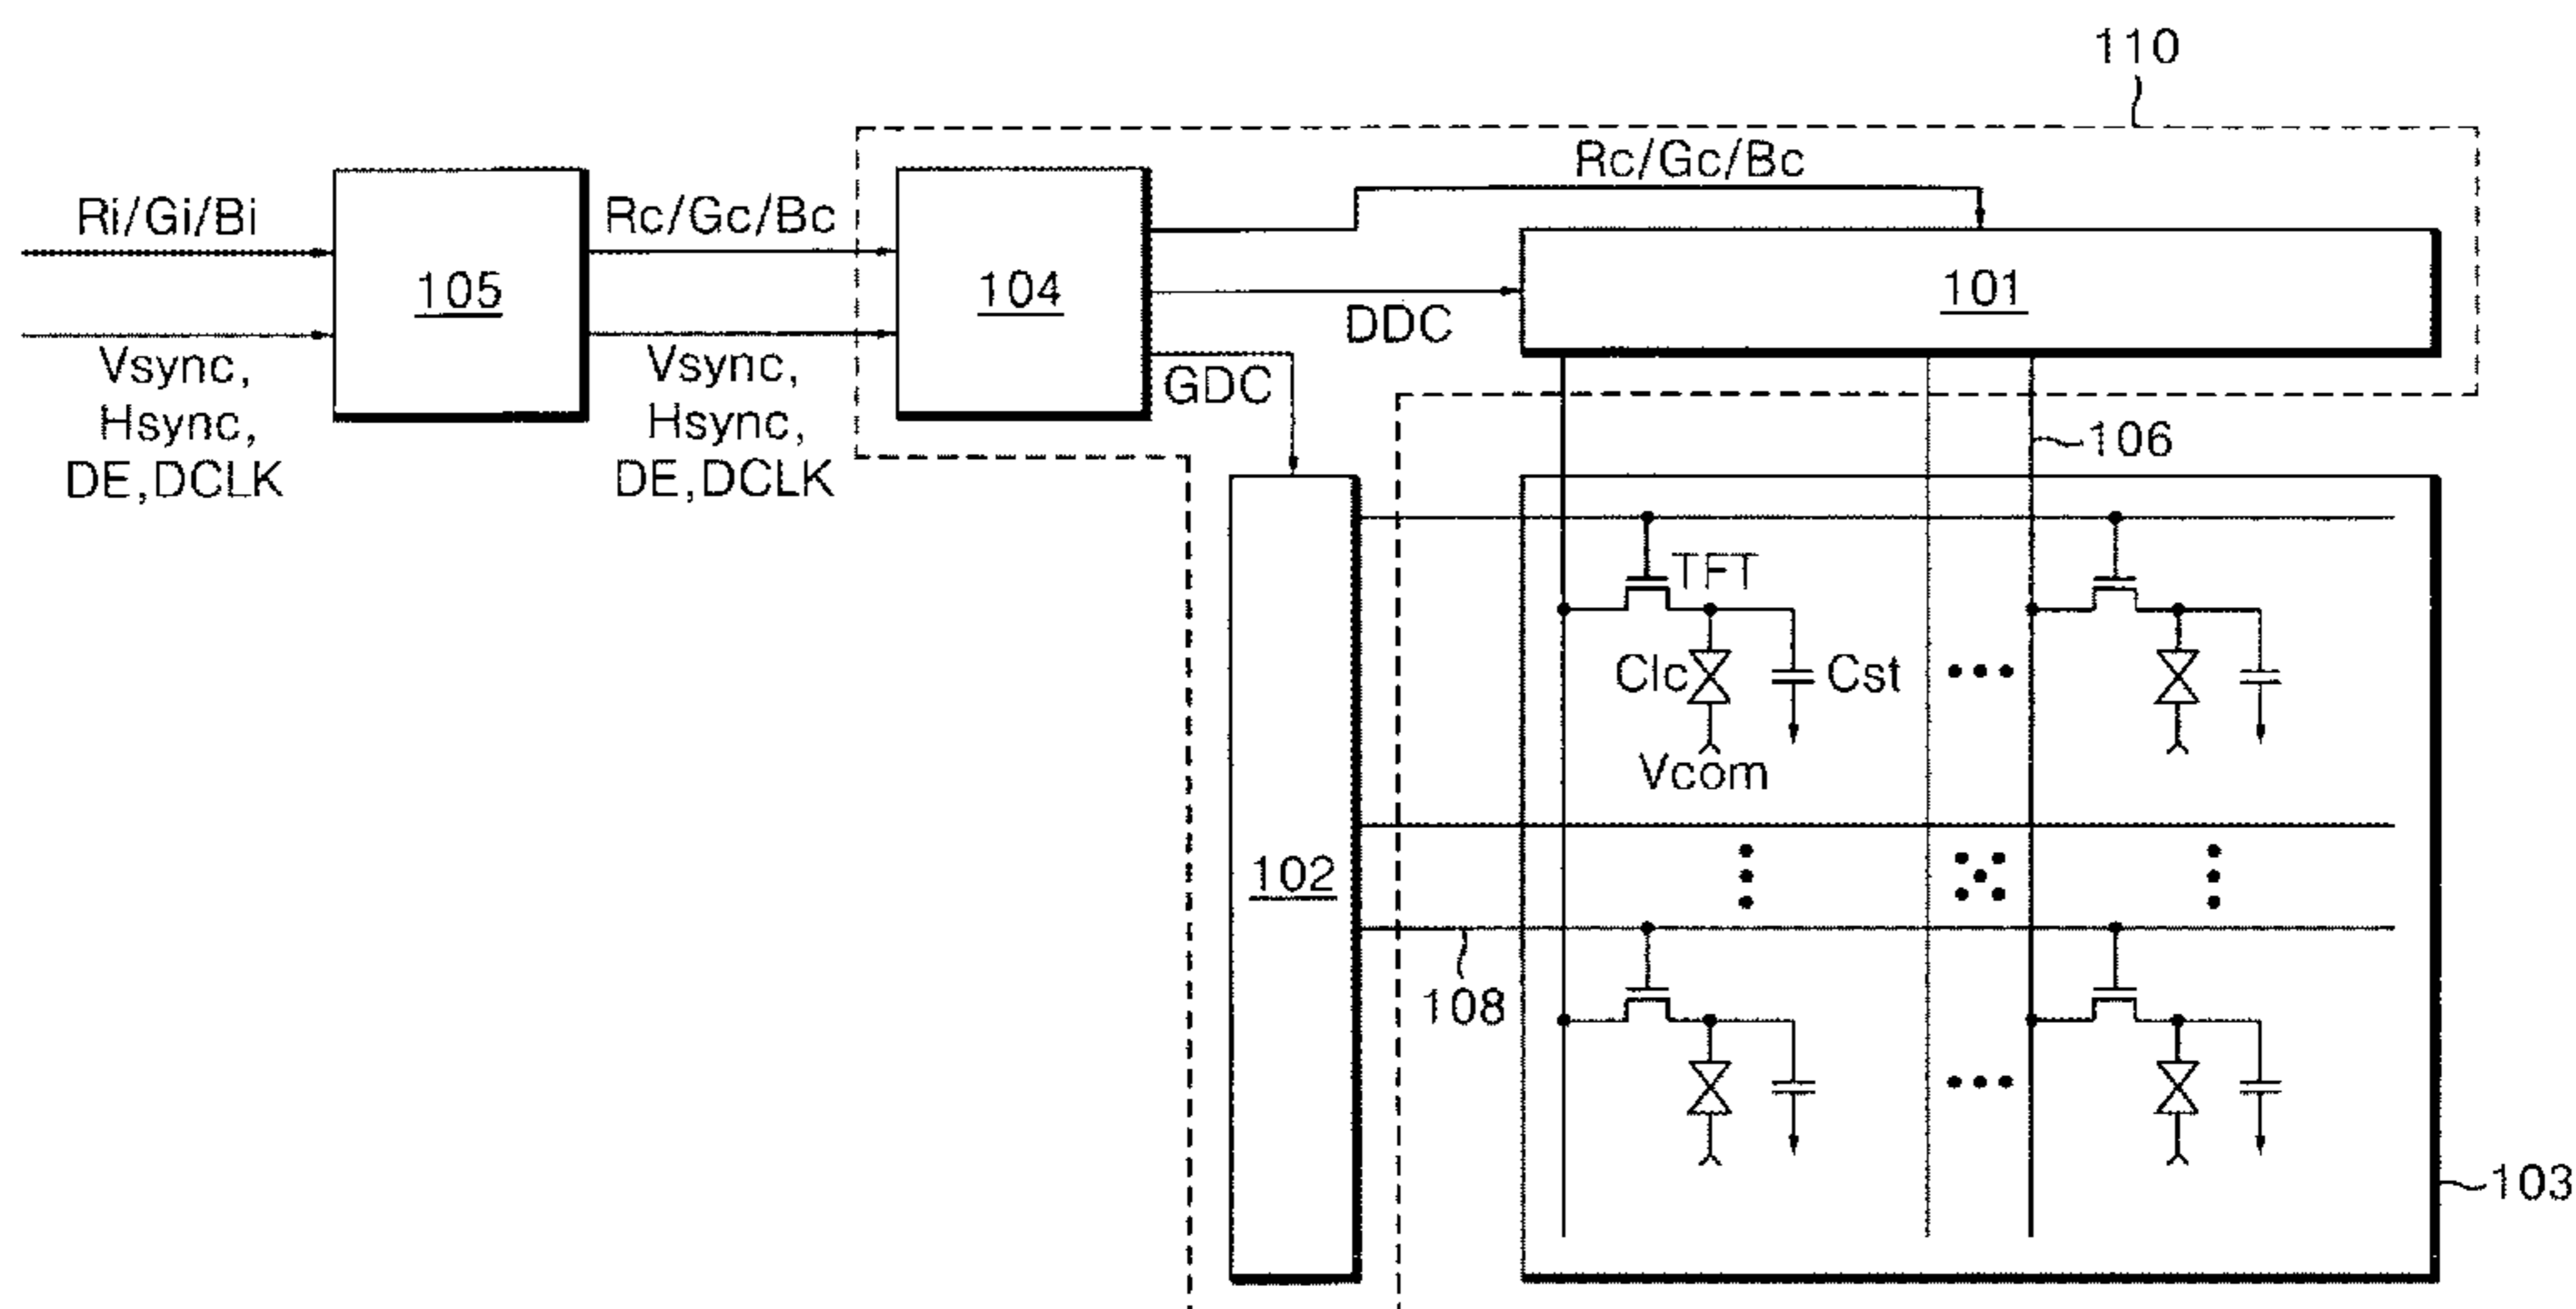 110
Rc/Gc/Bc
Ri/Gi/Bi
Rc/Gc/Bc
105
104
101
DDC
Vsync,
Hsync,
DE,DCLK
Vsync,
Hsync,
DE,DCLK
GDC
106
TFT
Clc
Cst
Vcom
102
108
103